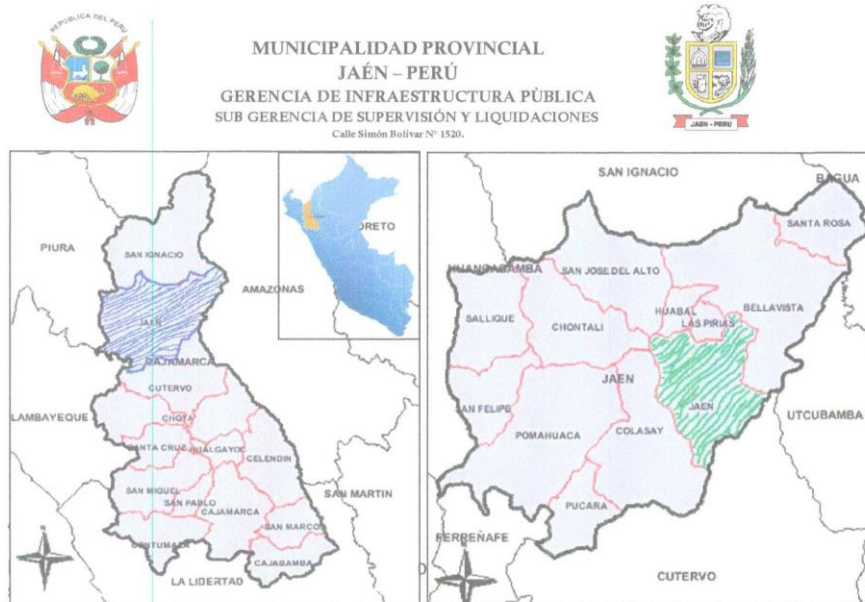 REPÚBLICA DEL PERÚ
MUNICIPALIDAD PROVINCIAL
JAÉN – PERÚ
GERENCIA DE INFRAESTRUCTURA PÙBLICA
SUB GERENCIA DE SUPERVISIÓN Y LIQUIDACIONES
Calle Simón Bolívar N° 1520.
JAEN - PERU
PIURA
SAN IGNACIO
ORETO
AMAZONAS
JAEN
CAJAMARCA
CUTERVO
LAMBAYEQUE
CHOTA
SANTA CRUZ
HUALGAYOC
CELENDIN
SAN MIGUEL
SAN PABLO
CAJAMARCA
SAN MARTIN
SAN MARCOS
CONTUMAZA
CAJABAMBA
LA LIBERTAD
SAN IGNACIO
BAGUA
SANTA ROSA
HUANCABAMBA
SAN JOSE DEL ALTO
SALLIQUE
CHONTALI
HUABAL
LAS PIRIAS
BELLAVISTA
JAEN
JAEN
SAN FELIPE
COLASAY
UTCUBAMBA
POMAHUACA
PUCARA
FERREÑAFE
CUTERVO